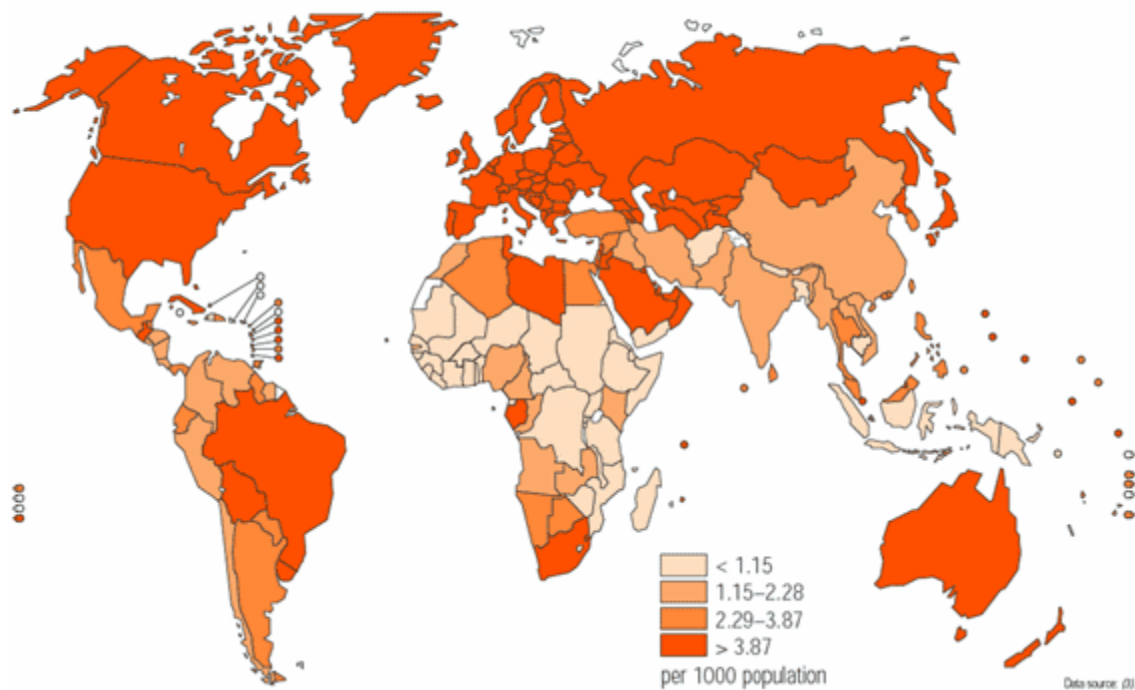 < 1.15
1.15–2.28
2.29–3.87
> 3.87
per 1000 population
Data source: (3)